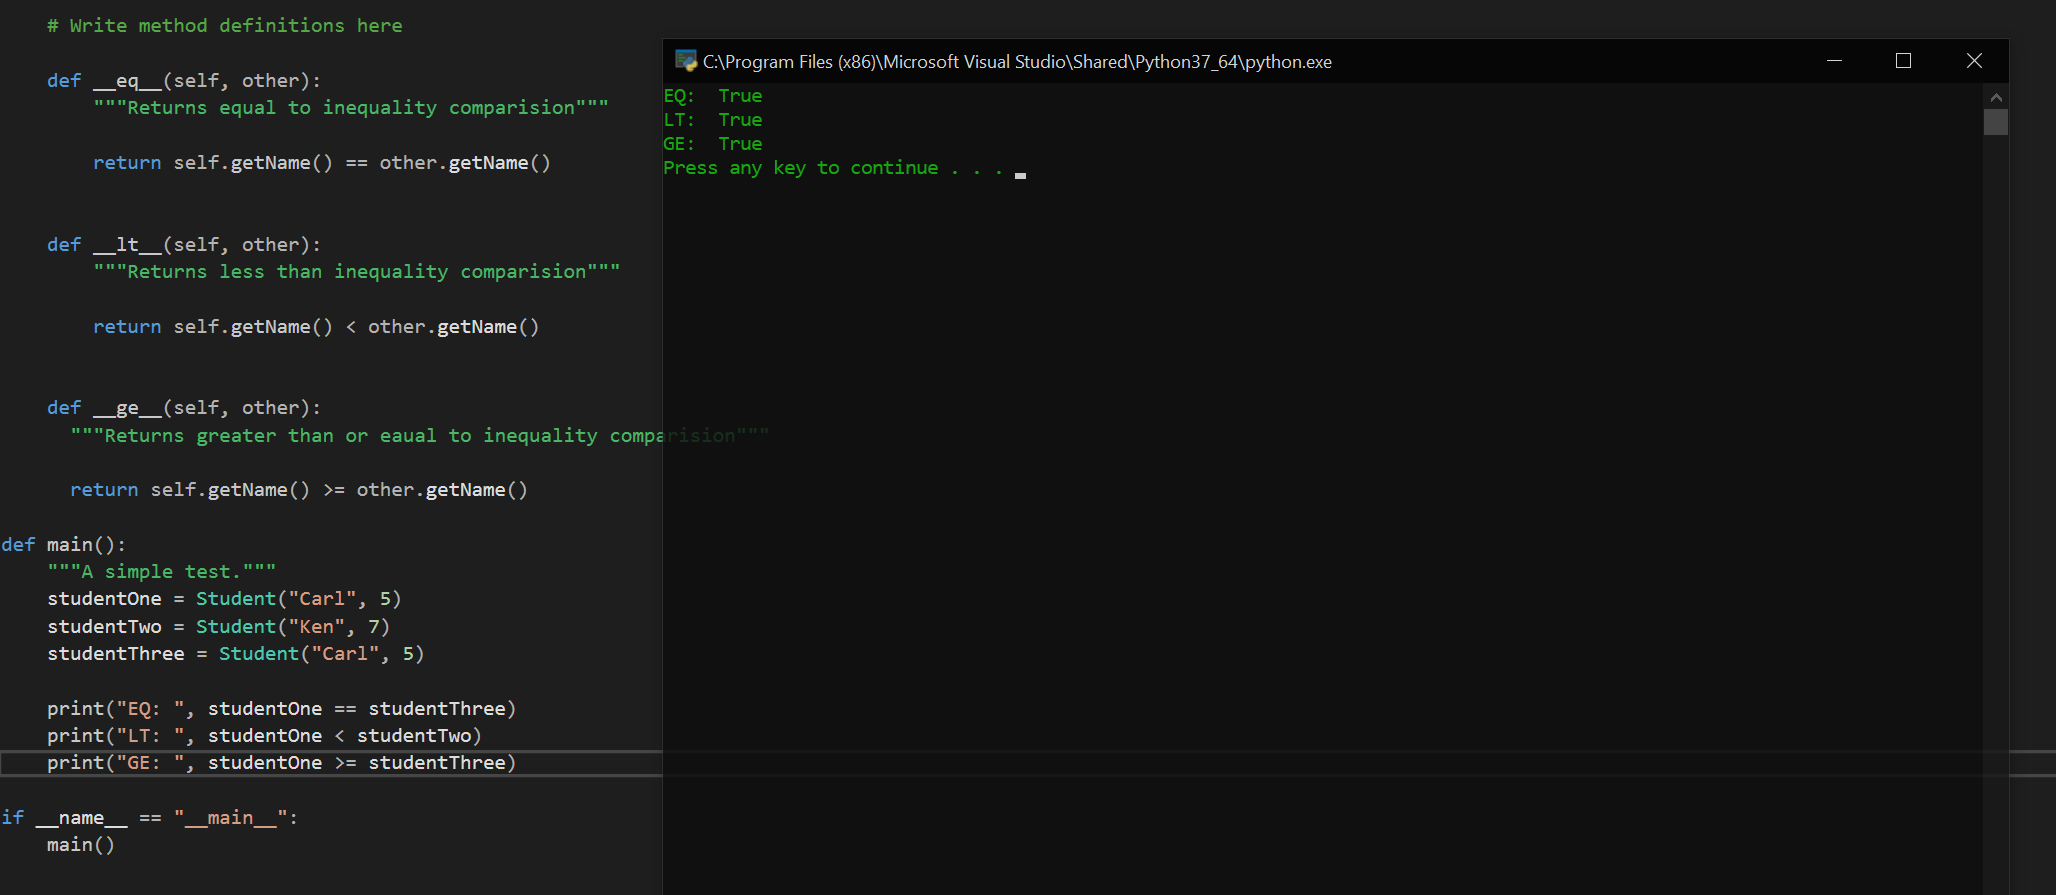 # Write method definitions here
def __eq__(self, other):
"""Returns equal to inequality comparision"""
return self.getName() == other.getName()
def __lt__(self, other):
"""Returns less than inequality comparision"""
return self.getName() < other.getName()
def __ge__(self, other):
"""Returns greater than or eaual to inequality comparision"""
return self.getName() >= other.getName()
def main():
"""A simple test."""
studentOne = Student("Carl", 5)
studentTwo = Student("Ken", 7)
studentThree = Student("Carl", 5)
print("EQ: ", studentOne == studentThree)
print("LT: ", studentOne < studentTwo)
print("GE: ", studentOne >= studentThree)
if __name__ == "__main__":
main()
C:\Program Files (x86)\Microsoft Visual Studio\Shared\Python37_64\python.exe
EQ:  True
LT:  True
GE:  True
Press any key to continue . . .